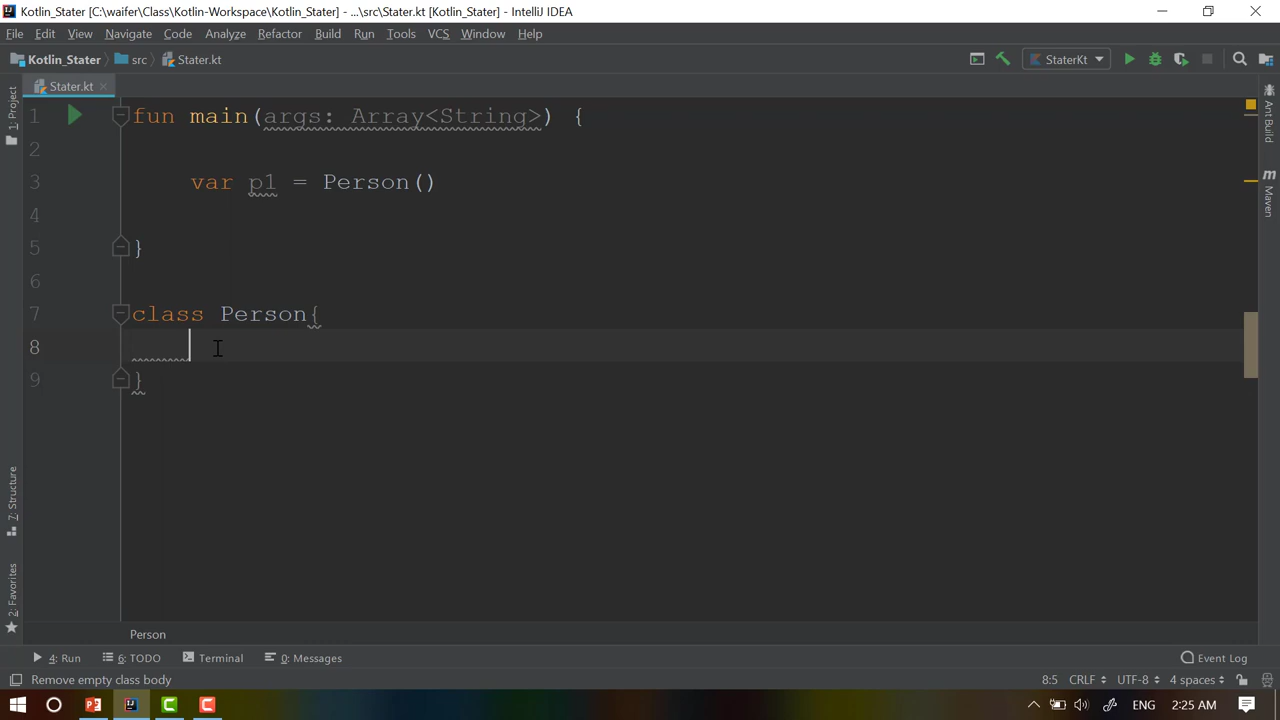 Kotlin_Stater [C:\waifer\Class\Kotlin-Workspace\Kotlin_Stater] - ...\src\Stater.kt [Kotlin_Stater] - IntelliJ IDEA
File Edit View Navigate Code Analyze Refactor Build Run Tools VCS Window Help
Kotlin_Stater src Stater.kt StaterKt
Stater.kt
1: Project
7: Structure
2: Favorites
Ant Build
m
Maven
1 fun main(args: Array<String>) {
2
3 var p1 = Person()
4
5 }
6
7 class Person{
8
9 }
Person
4: Run 6: TODO Terminal 0: Messages Event Log
Remove empty class body 8:5 CRLF UTF-8 4 spaces
ENG 2:25 AM